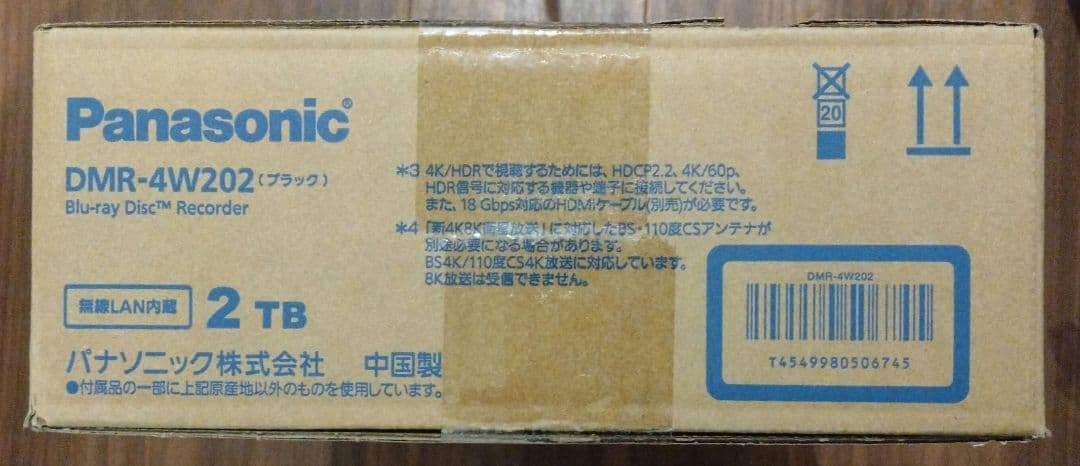 Panasonic®
DMR-4W202(ブラック)
Blu-ray Disc™ Recorder
無線LAN内蔵
2 TB
パナソニック株式会社 中国製
●付属品の一部に上記原産地以外のものを使用しています。
*3 4K/HDRで視聴するためには、HDCP2.2、4K/60p、
HDR信号に対応する機器や端子に接続してください。
また、18 Gbps対応のHDMIケーブル(別売)が必要です。
*4 「新4K8K衛星放送」に対応したBS・110度CSアンテナが
別途必要になる場合があります。
BS4K/110度CS4K放送に対応しています。
8K放送は受信できません。
20
DMR-4W202
T4549980506745